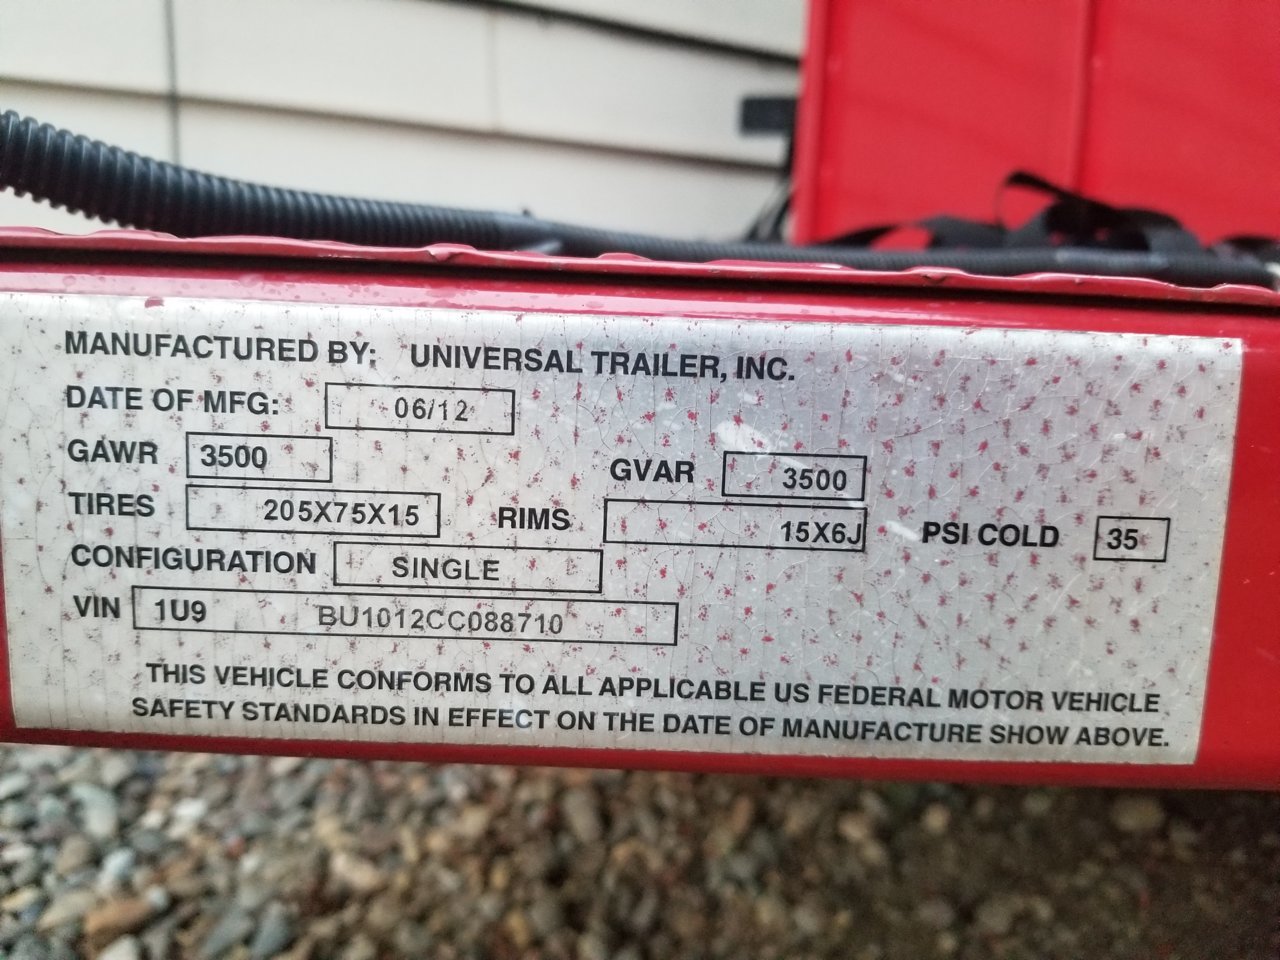 MANUFACTURED BY: UNIVERSAL TRAILER, INC.
DATE OF MFG: 06/12
GAWR 3500 GVAR 3500
TIRES 205X75X15 RIMS 15X6J PSI COLD 35
CONFIGURATION SINGLE
VIN 1U9 BU1012CC088710
THIS VEHICLE CONFORMS TO ALL APPLICABLE US FEDERAL MOTOR VEHICLE
SAFETY STANDARDS IN EFFECT ON THE DATE OF MANUFACTURE SHOW ABOVE.